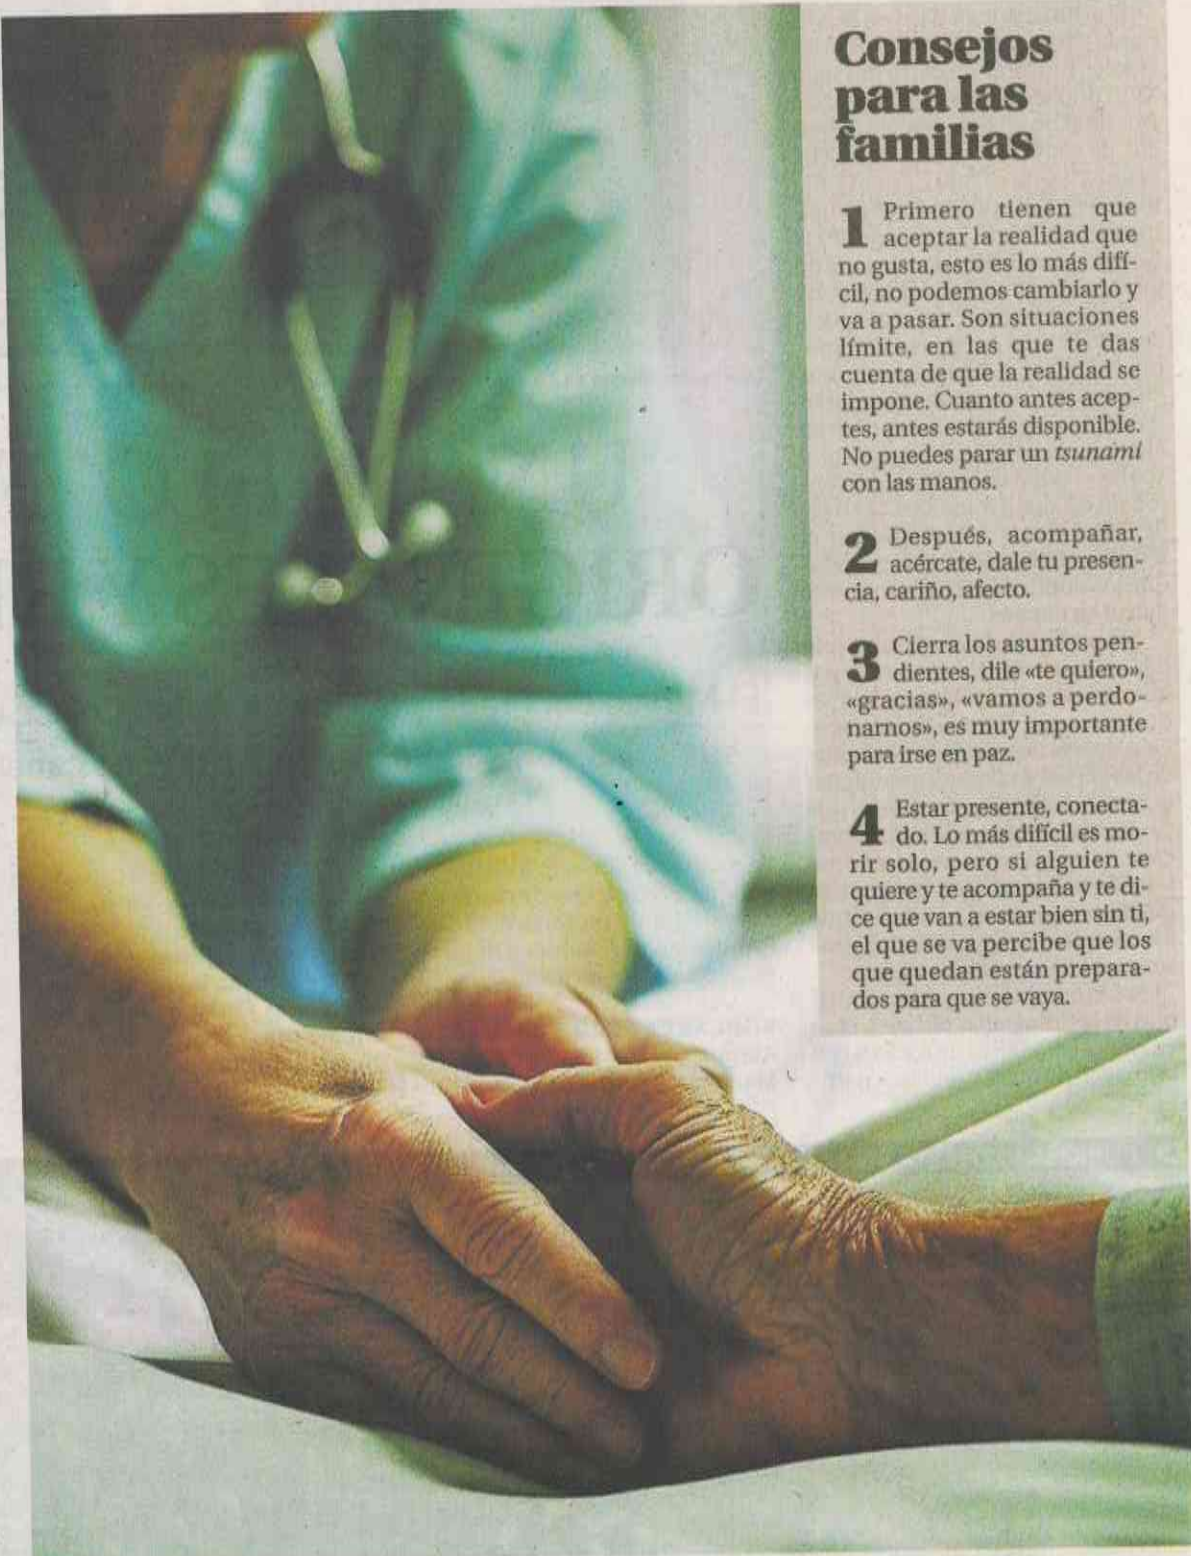 Consejos
para las
familias
1 Primero tienen que
aceptar la realidad que
no gusta, esto es lo más difí-
cil, no podemos cambiarlo y
va a pasar. Son situaciones
límite, en las que te das
cuenta de que la realidad se
impone. Cuanto antes acep-
tes, antes estarás disponible.
No puedes parar un tsunami
con las manos.
2 Después, acompañar,
acércate, dale tu presen-
cia, cariño, afecto.
3 Cierra los asuntos pen-
dientes, dile «te quiero»,
«gracias», «vamos a perdo-
narnos», es muy importante
para irse en paz.
4 Estar presente, conecta-
do. Lo más difícil es mo-
rir solo, pero si alguien te
quiere y te acompaña y te di-
ce que van a estar bien sin ti,
el que se va percibe que los
que quedan están prepara-
dos para que se vaya.